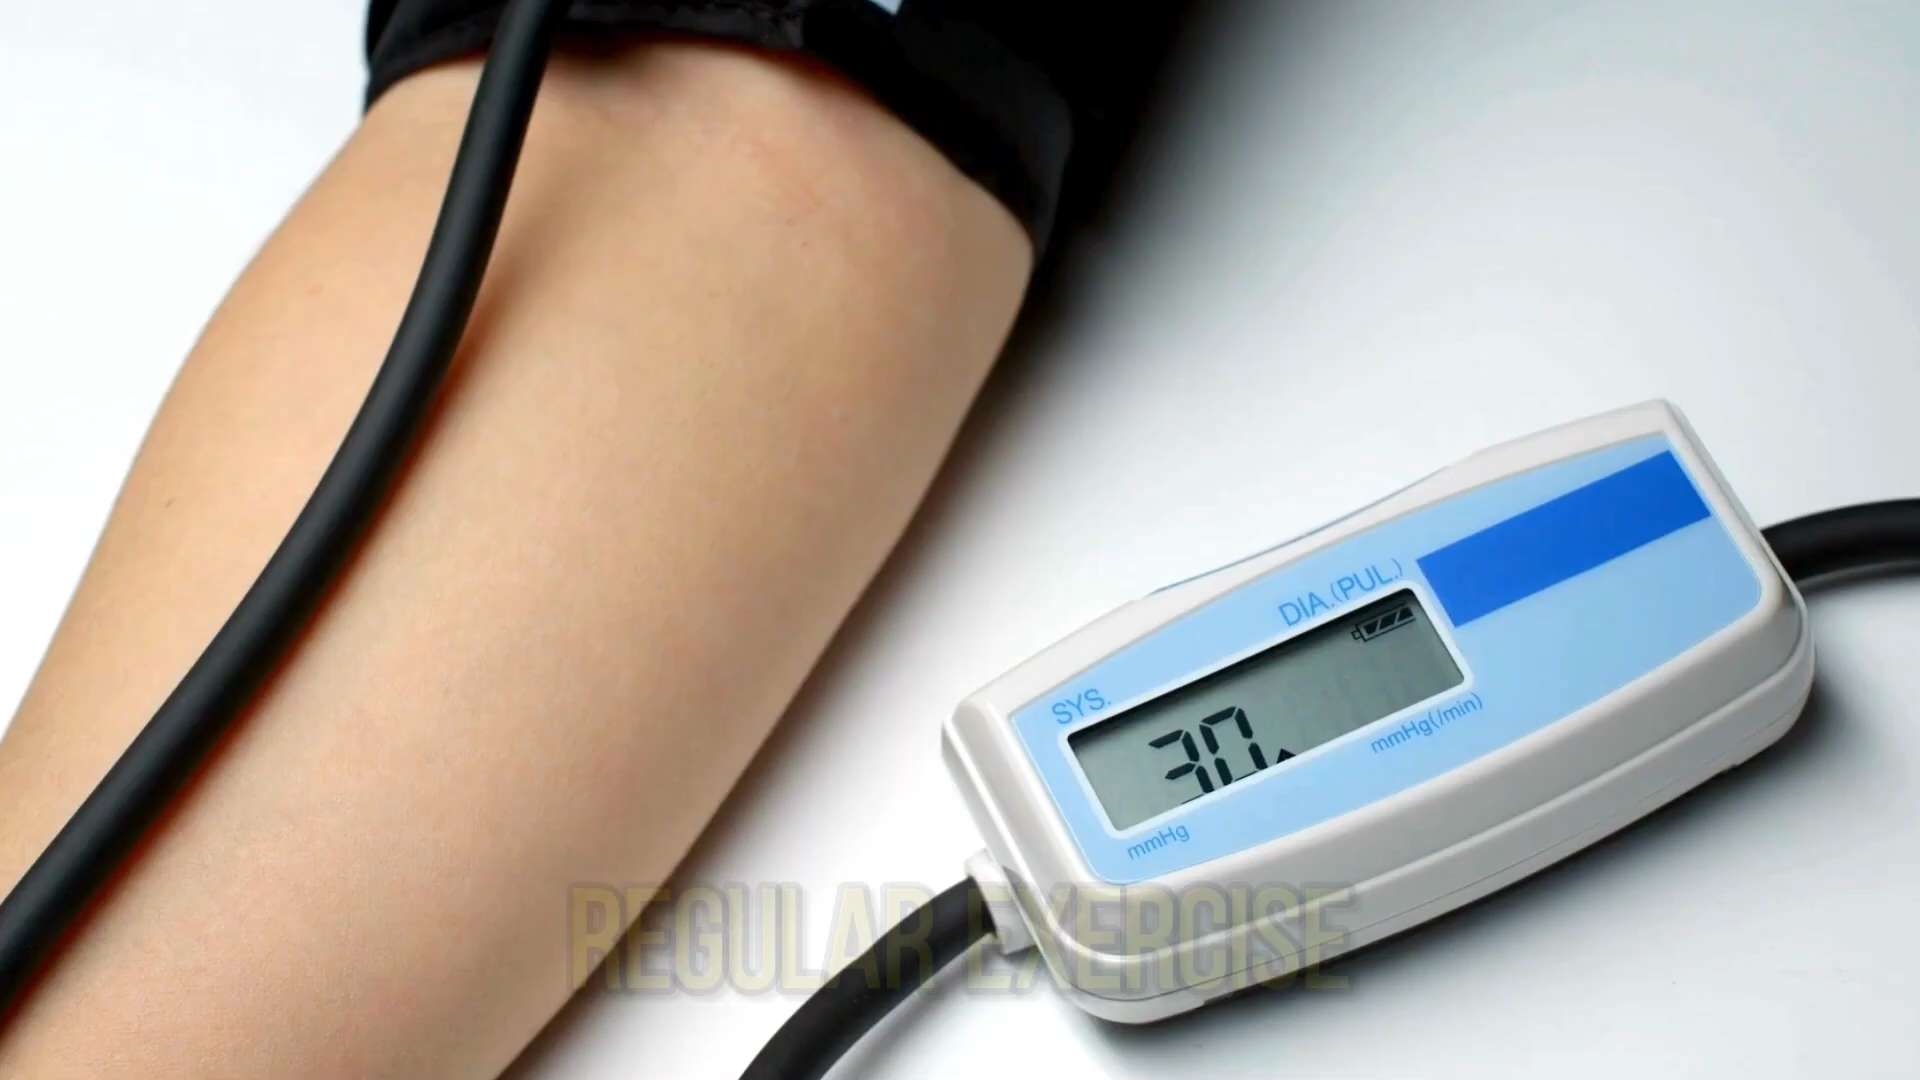 DIA.(PUL.)
SYS.
30
mmHg(/min)
mmHg
REGULAR EXERCISE